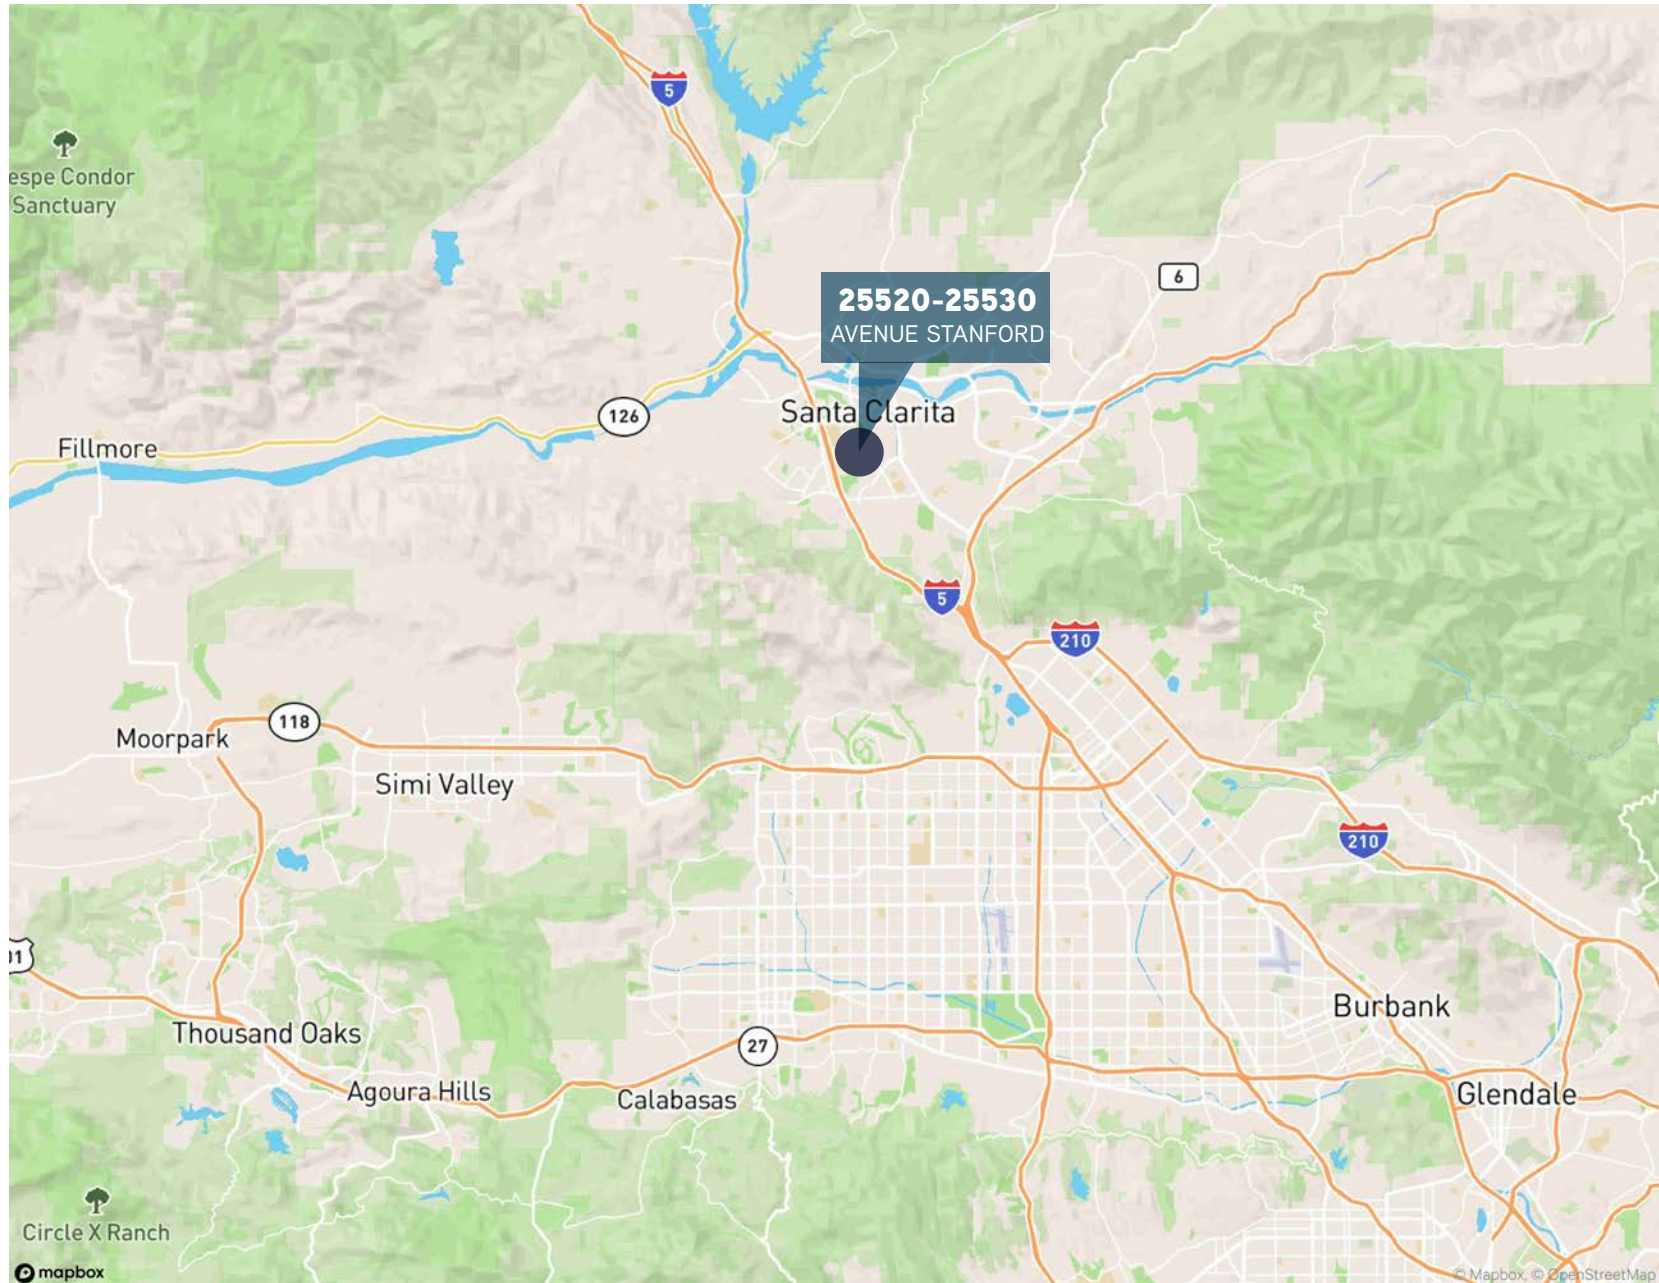 5
espe Condor
Sanctuary
6
25520-25530
AVENUE STANFORD
126
Santa Clarita
Fillmore
5
210
118
Moorpark
Simi Valley
210
01
Burbank
Thousand Oaks
27
Agoura Hills
Calabasas
Glendale
Circle X Ranch
mapbox
© Mapbox, © OpenStreetMap